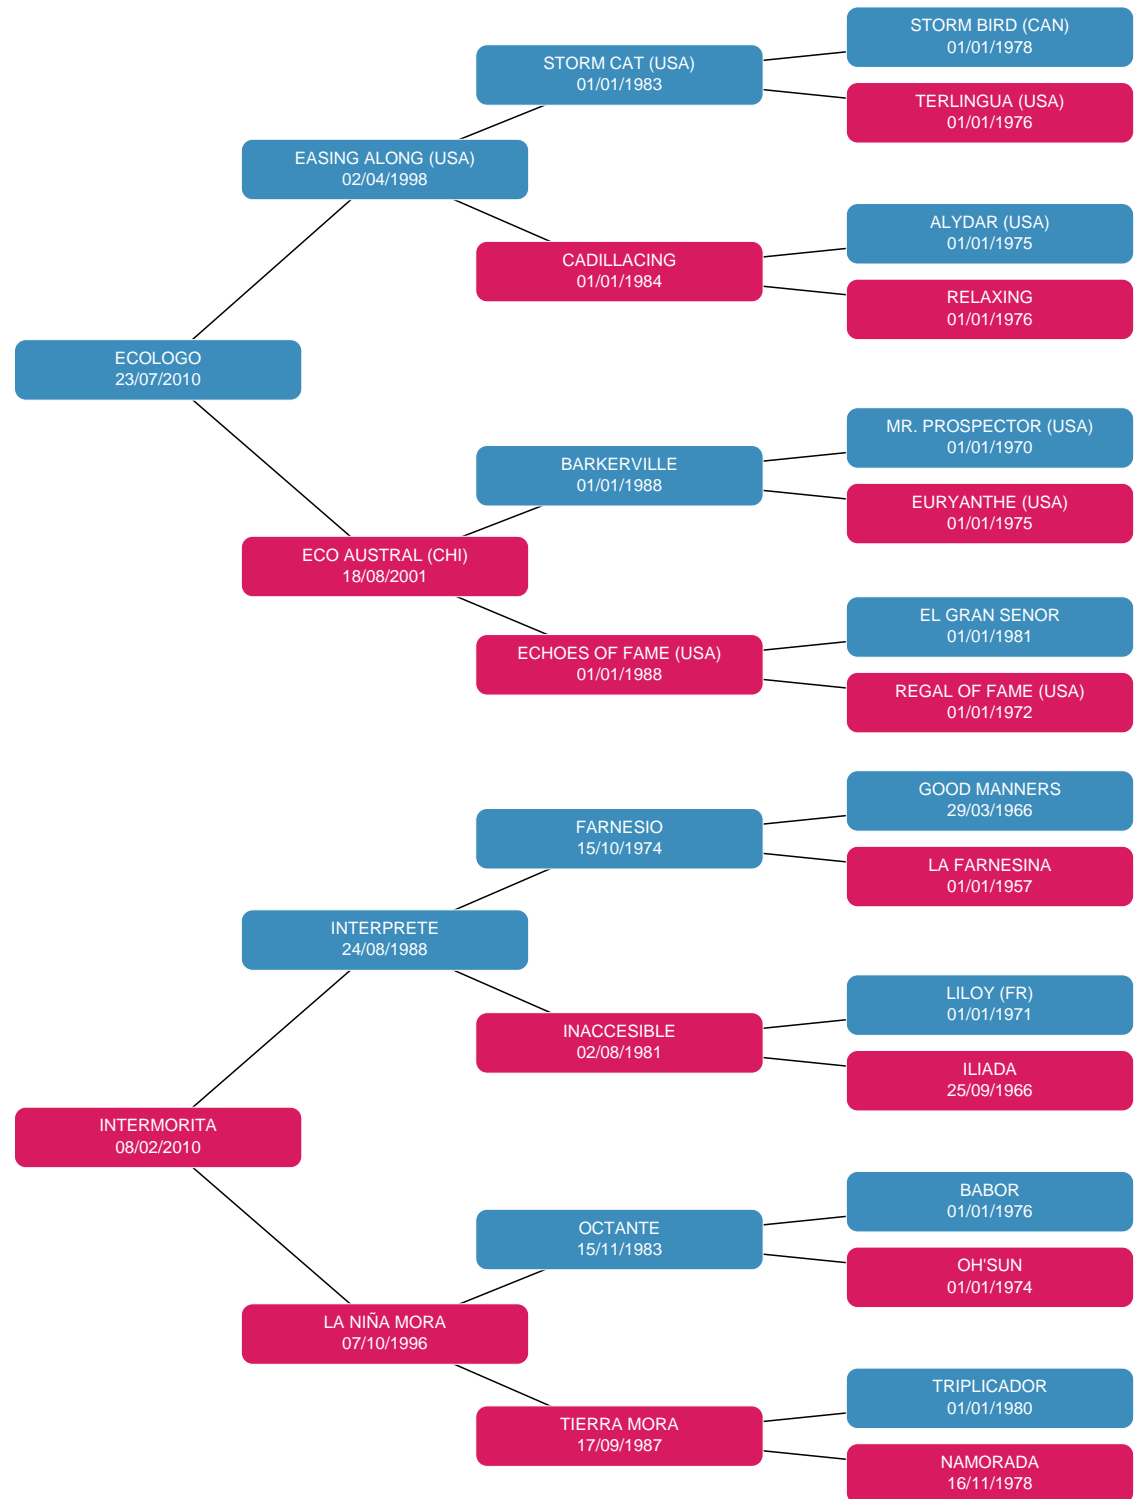 STORM BIRD (CAN)
01/01/1978
STORM CAT (USA)
01/01/1983
TERLINGUA (USA)
01/01/1976
EASING ALONG (USA)
02/04/1998
ALYDAR (USA)
01/01/1975
CADILLACING
01/01/1984
RELAXING
01/01/1976
ECOLOGO
23/07/2010
MR. PROSPECTOR (USA)
01/01/1970
BARKERVILLE
01/01/1988
EURYANTHE (USA)
01/01/1975
ECO AUSTRAL (CHI)
18/08/2001
EL GRAN SENOR
01/01/1981
ECHOES OF FAME (USA)
01/01/1988
REGAL OF FAME (USA)
01/01/1972
GOOD MANNERS
29/03/1966
FARNESIO
15/10/1974
LA FARNESINA
01/01/1957
INTERPRETE
24/08/1988
LILOY (FR)
01/01/1971
INACCESIBLE
02/08/1981
ILIADA
25/09/1966
INTERMORITA
08/02/2010
BABOR
01/01/1976
OCTANTE
15/11/1983
OH'SUN
01/01/1974
LA NIÑA MORA
07/10/1996
TRIPLICADOR
01/01/1980
TIERRA MORA
17/09/1987
NAMORADA
16/11/1978